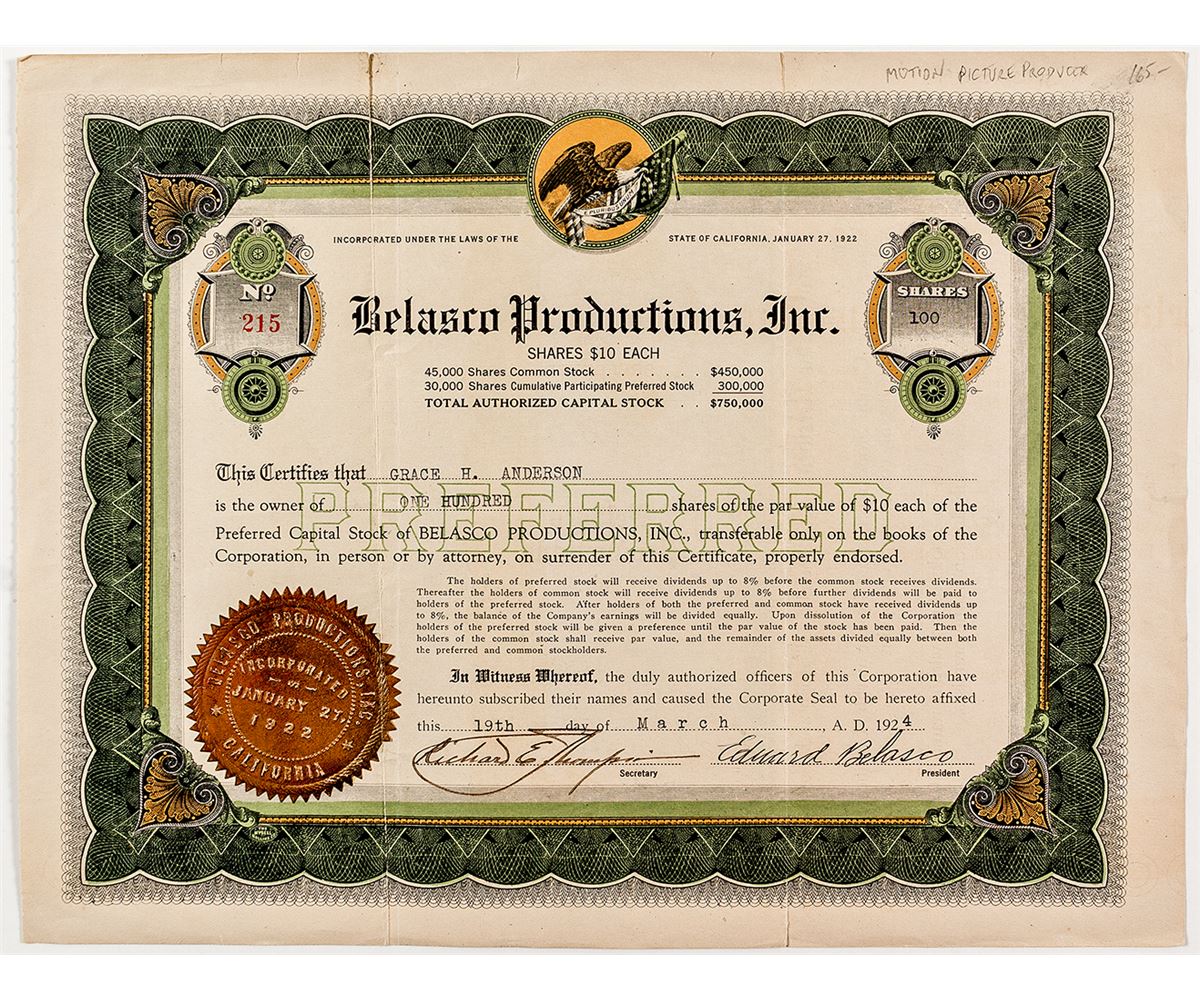 MOTION PICTURE PRODUCER 165-
E PLURIBUS
INCORPORATED UNDER THE LAWS OF THE STATE OF CALIFORNIA, JANUARY 27, 1922
No
215
SHARES
100
Belasco Productions, Inc.
SHARES $10 EACH
45,000 Shares Common Stock . . . . . . . $450,000
30,000 Shares Cumulative Participating Preferred Stock 300,000
TOTAL AUTHORIZED CAPITAL STOCK . . $750,000
PREFERRED
This Certifies that GRACE H. ANDERSON
is the owner of ONE HUNDRED shares of the par value of $10 each of the
Preferred Capital Stock of BELASCO PRODUCTIONS, INC., transferable only on the books of the
Corporation, in person or by attorney, on surrender of this Certificate, properly endorsed.
The holders of preferred stock will receive dividends up to 8% before the common stock receives dividends.
Thereafter the holders of common stock will receive dividends up to 8% before further dividends will be paid to
holders of the preferred stock. After holders of both the preferred and common stock have received dividends up
to 8%, the balance of the Company's earnings will be divided equally. Upon dissolution of the Corporation the
holders of the preferred stock will be given a preference until the par value of the stock has been paid. Then the
holders of the common stock shall receive par value, and the remainder of the assets divided equally between both
the preferred and common stockholders.
In Witness Whereof, the duly authorized officers of this Corporation have
hereunto subscribed their names and caused the Corporate Seal to be hereto affixed
this 19th day of March, A. D. 1924
Richard E. Thompson Edward Belasco
Secretary President
BELASCO PRODUCTIONS, INC.
INCORPORATED
JANUARY 27,
1922
CALIFORNIA